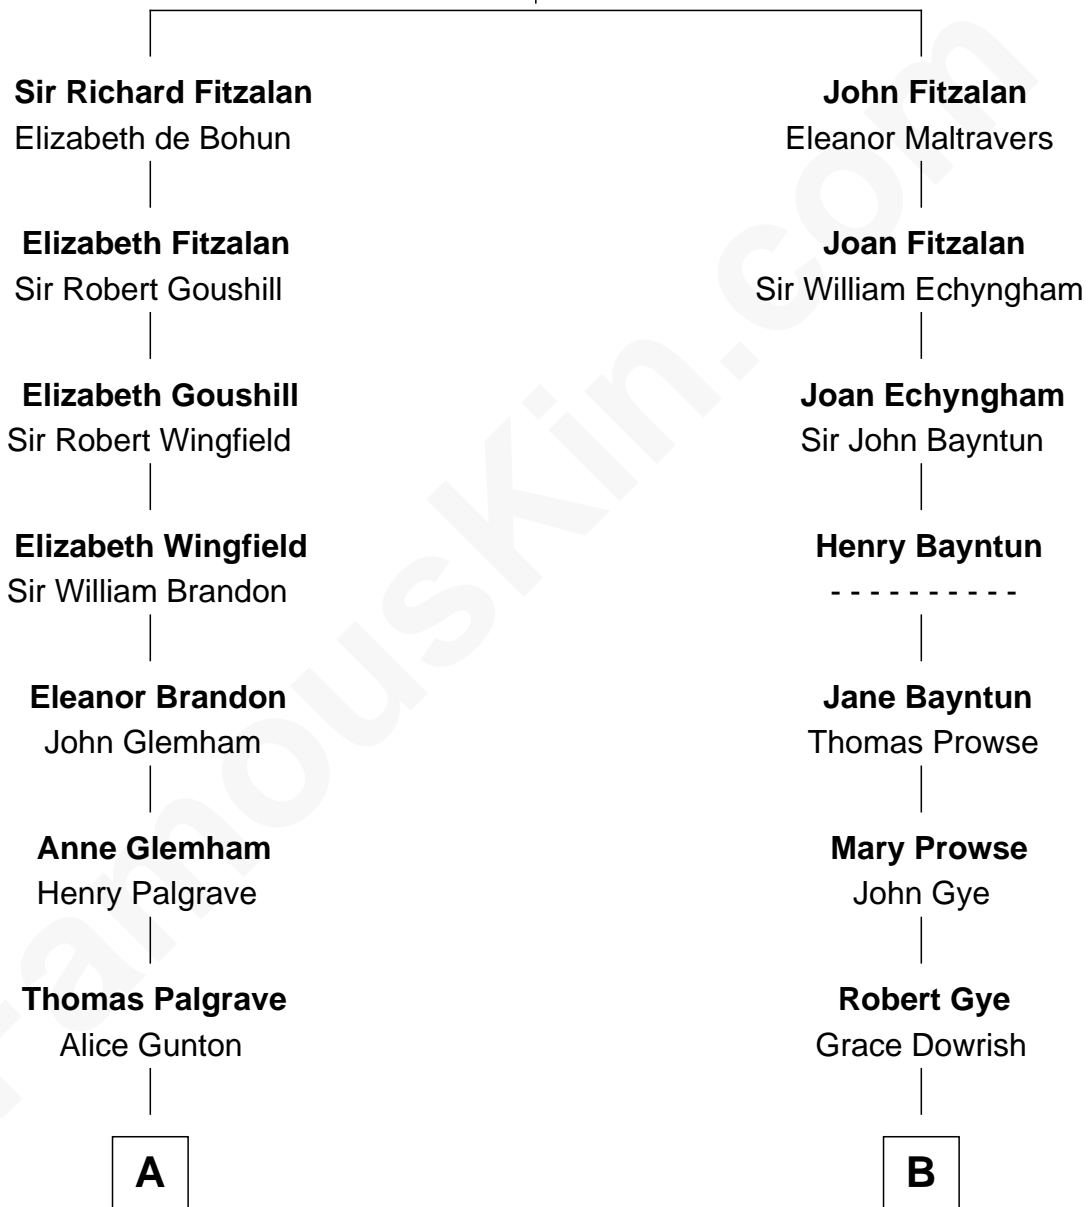 Sir Richard Fitzalan
Elizabeth de Bohun
Elizabeth Fitzalan
Sir Robert Goushill
Elizabeth Goushill
Sir Robert Wingfield
Elizabeth Wingfield
Sir William Brandon
Eleanor Brandon
John Glemham
Anne Glemham
Henry Palgrave
Thomas Palgrave
Alice Gunton
A
John Fitzalan
Eleanor Maltravers
Joan Fitzalan
Sir William Echyngham
Joan Echyngham
Sir John Bayntun
Henry Bayntun
- - - - - - - - - -
Jane Bayntun
Thomas Prowse
Mary Prowse
John Gye
Robert Gye
Grace Dowrish
B
FamousKin.com